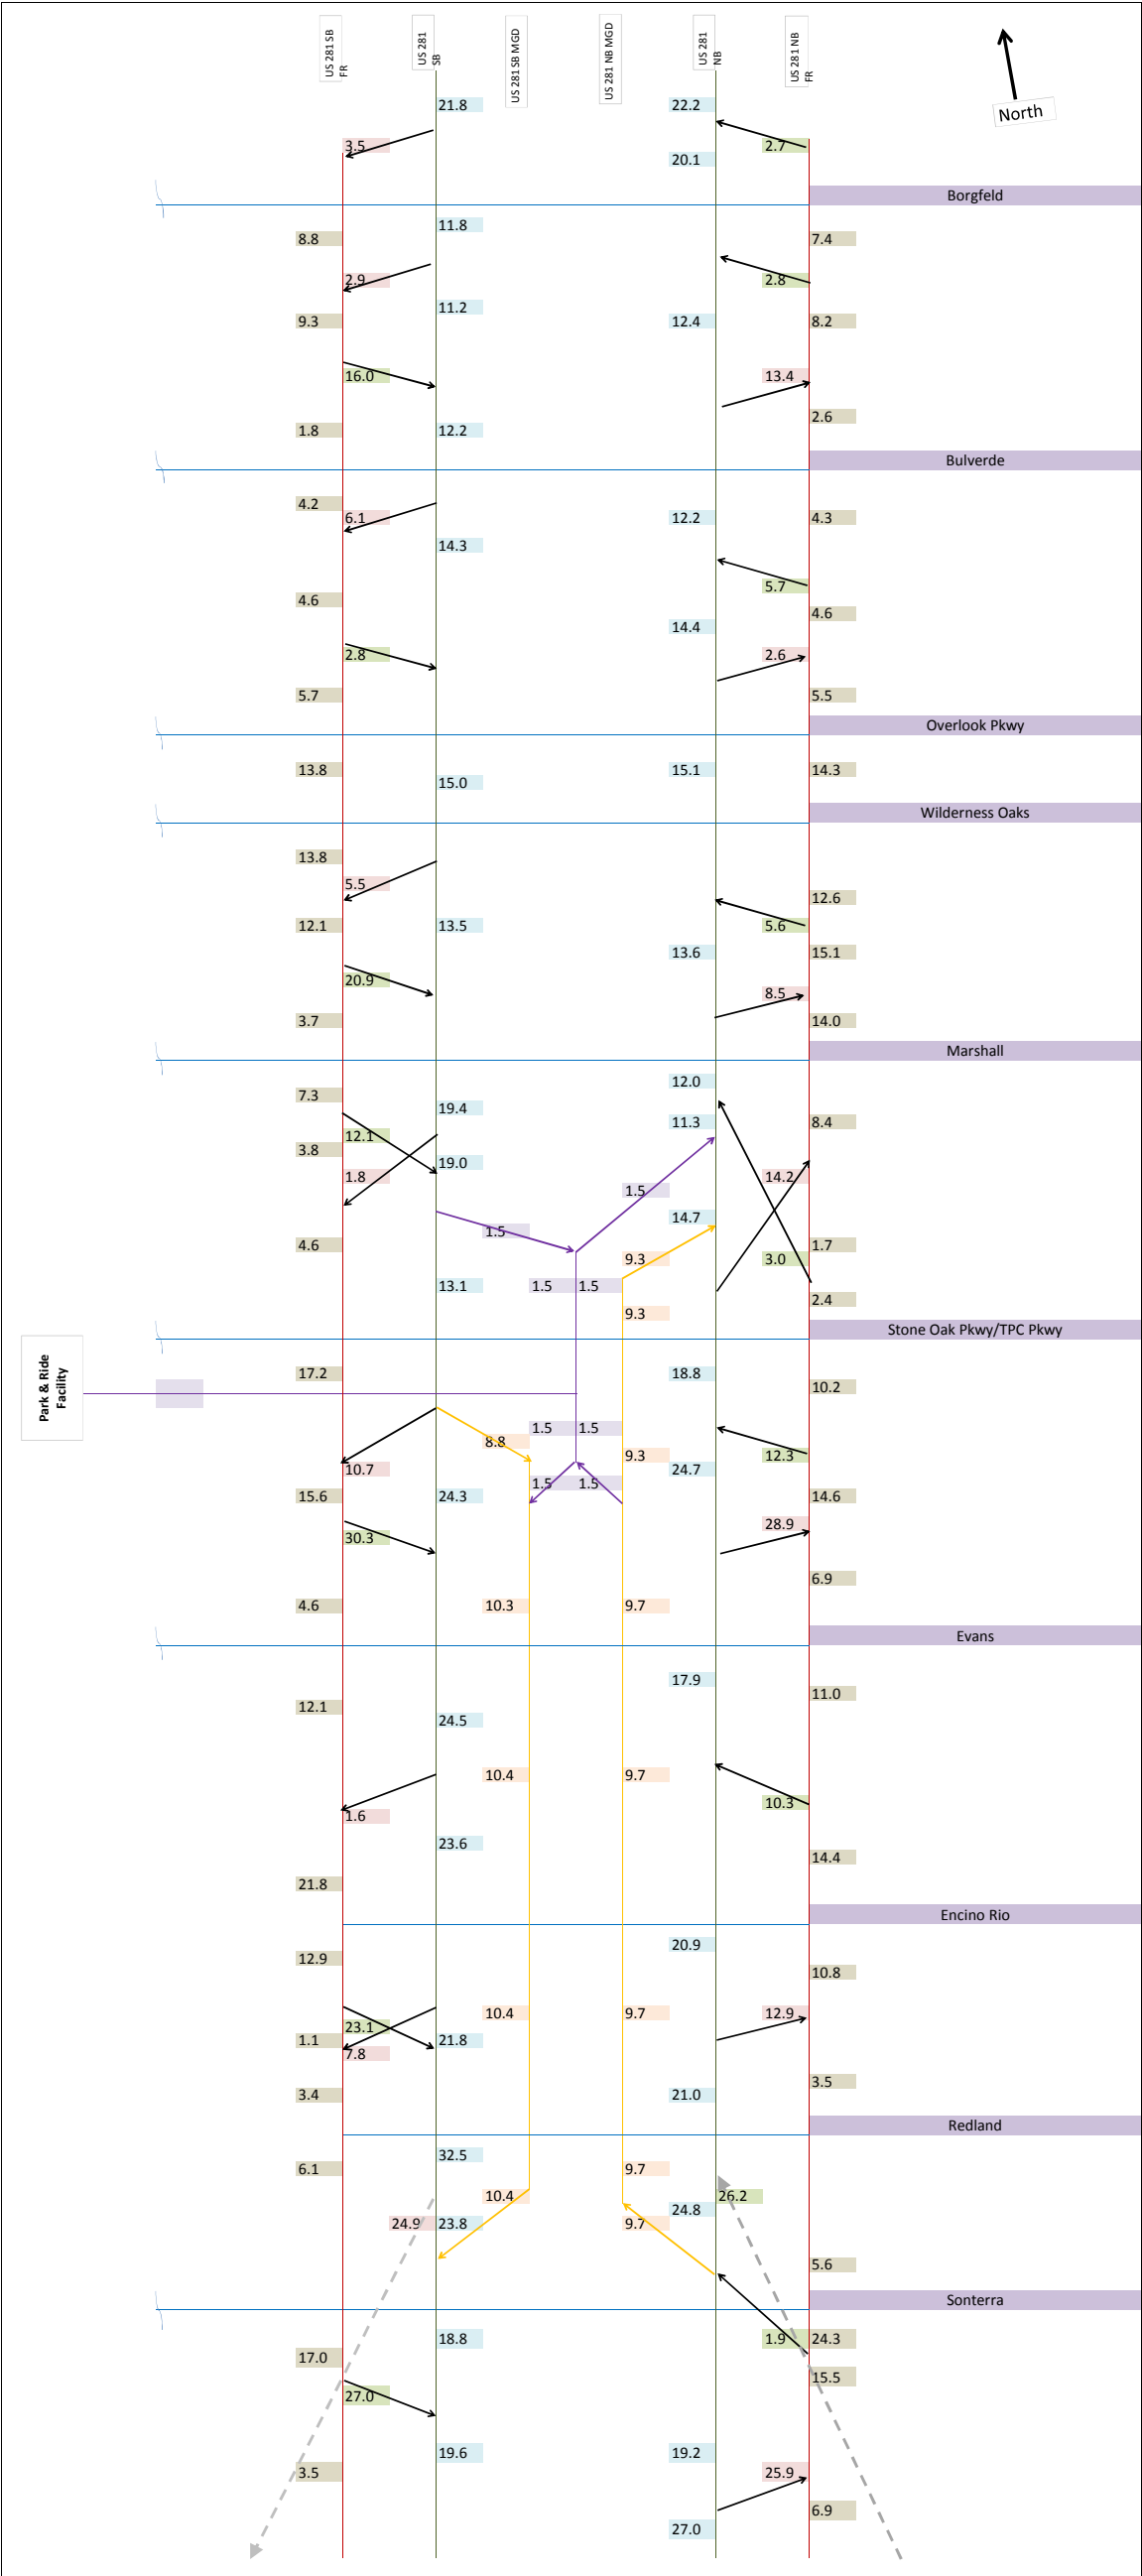 US 281 SB
FR
US 281
SB
US 281 SB MGD
US 281 NB MGD
US 281
NB
US 281 NB
FR
North
21.8 22.2
3.5 2.7
20.1
Borgfeld
11.8
8.8 7.4
2.9 2.8
11.2
9.3 12.4 8.2
16.0 13.4
2.6
1.8 12.2
Bulverde
4.2
6.1 12.2 4.3
14.3
5.7
4.6
4.6
14.4
2.8 2.6
5.7 5.5
Overlook Pkwy
13.8 15.1 14.3
15.0
Wilderness Oaks
13.8
5.5
12.6
12.1 13.5 5.6
13.6 15.1
20.9
8.5
3.7 14.0
Marshall
12.0
7.3
19.4
11.3 8.4
12.1
3.8
19.0
1.8 14.2
1.5
14.7
1.5
4.6 1.7
9.3 3.0
13.1 1.5 1.5
2.4
9.3
Stone Oak Pkwy/TPC Pkwy
Park & Ride
Facility
17.2 18.8
10.2
1.5 1.5
8.8
9.3 12.3
10.7 24.7
1.5 1.5
15.6 24.3 14.6
28.9
30.3
6.9
4.6 10.3 9.7
Evans
17.9
11.0
12.1
24.5
10.4 9.7
10.3
1.6
23.6
14.4
21.8
Encino Rio
20.9
12.9
10.8
10.4 9.7 12.9
23.1
1.1 21.8
7.8
3.5
3.4 21.0
Redland
32.5
6.1 9.7
10.4 26.2
24.8
24.9 23.8 9.7
5.6
Sonterra
18.8 1.9 24.3
17.0
15.5
27.0
19.6 19.2
3.5 25.9
6.9
27.0